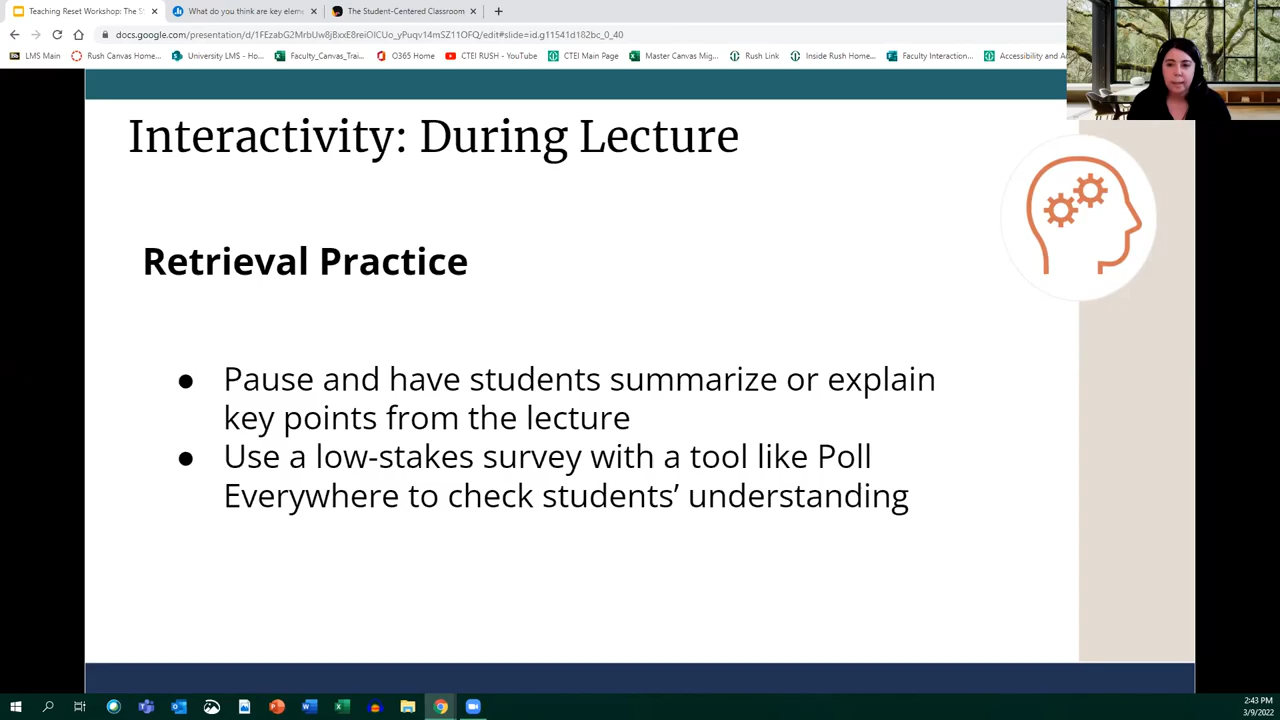 Teaching Reset Workshop: The S
What do you think are key elem
The Student-Centered Classroom
docs.google.com/presentation/d/1FEzabG2MrbUw8jBxxE8reiOICUo_yPuqv14mSZ11OFQ/edit#slide=id.g11541d182bc_0_40
LMS Main
Rush Canvas Home...
University LMS - Ho...
Faculty_Canvas_Trai...
O365 Home
CTEI RUSH - YouTube
CTEI Main Page
Master Canvas Mig...
Rush Link
Inside Rush Home...
Faculty Interaction...
Accessibility and A
Interactivity: During Lecture
Retrieval Practice
● Pause and have students summarize or explain
key points from the lecture
● Use a low-stakes survey with a tool like Poll
Everywhere to check students’ understanding
2:43 PM
3/9/2022